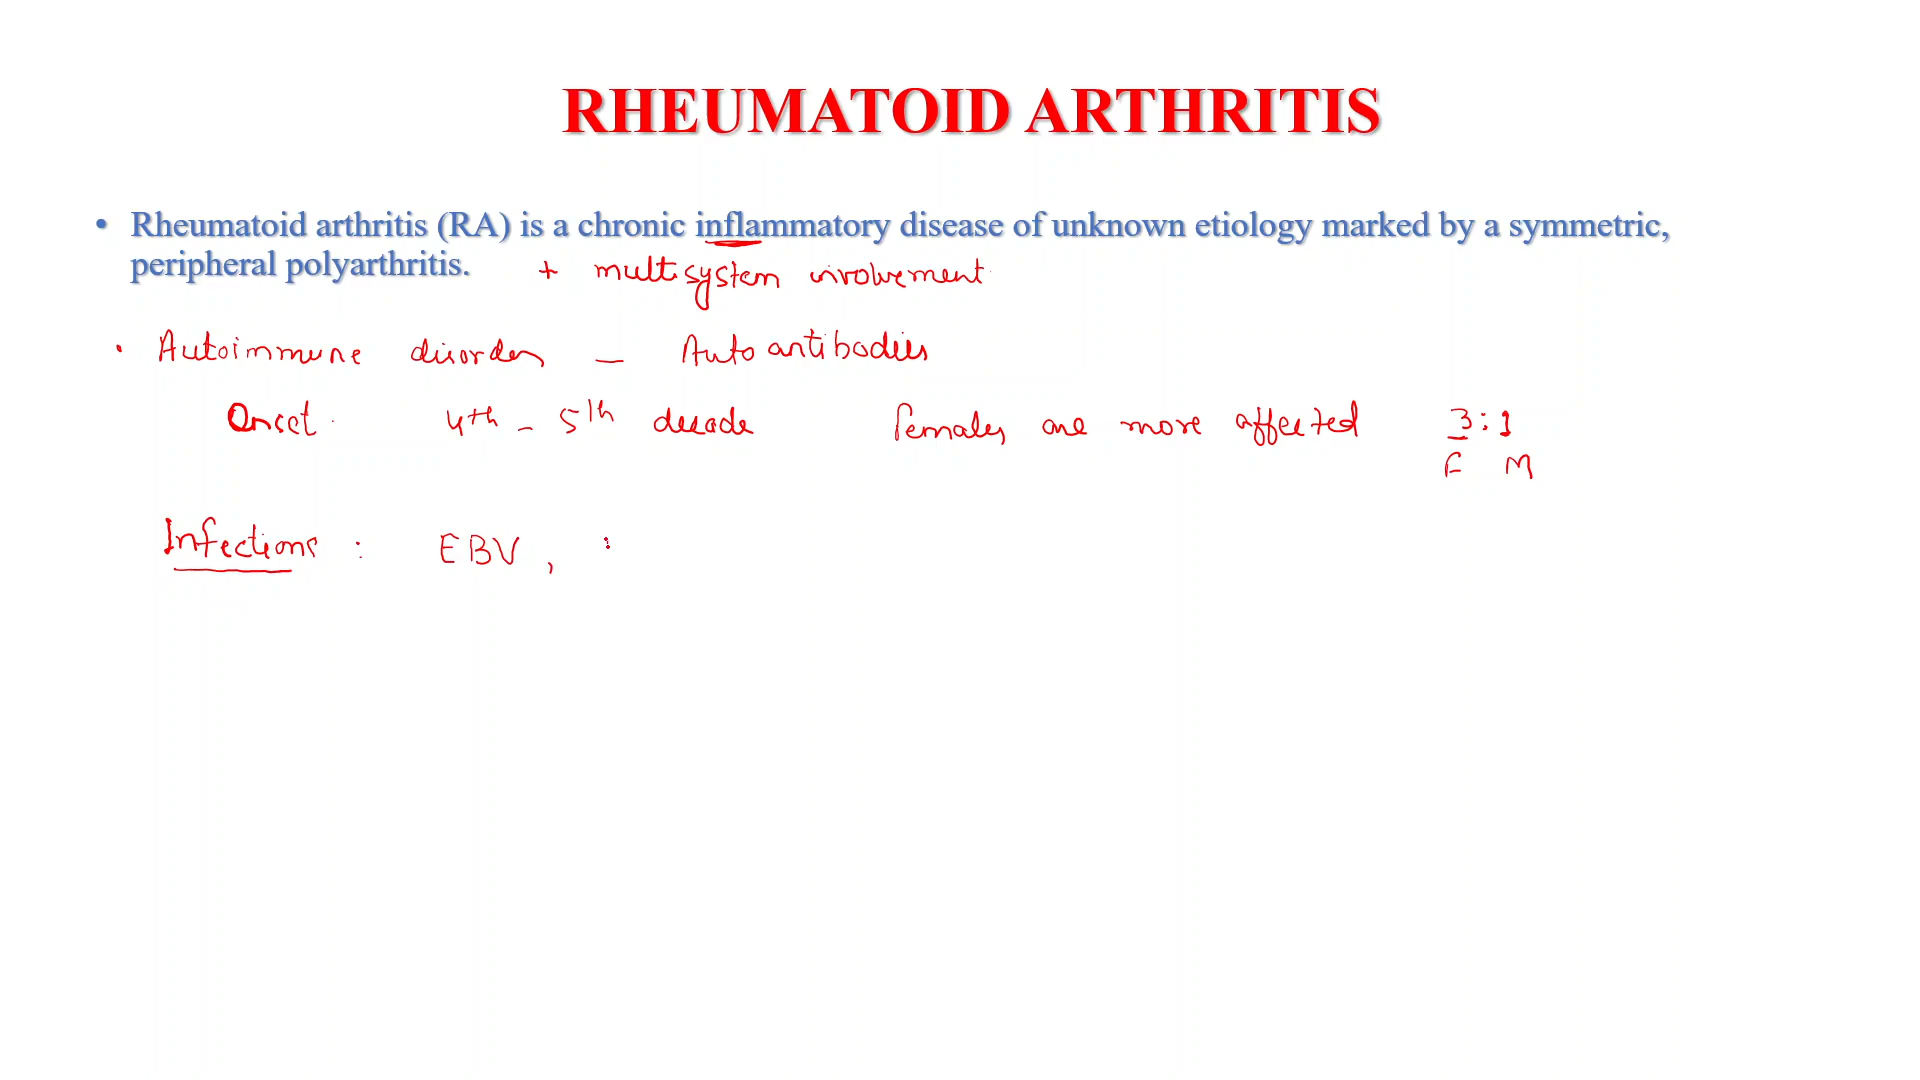 RHEUMATOID ARTHRITIS
• Rheumatoid arthritis (RA) is a chronic inflammatory disease of unknown etiology marked by a symmetric,
peripheral polyarthritis. + multisystem involvement
• Autoimmune disorder – Autoantibodies
Onset 4th – 5th decade Females are more affected 3:1
F M
Infections : EBV ,